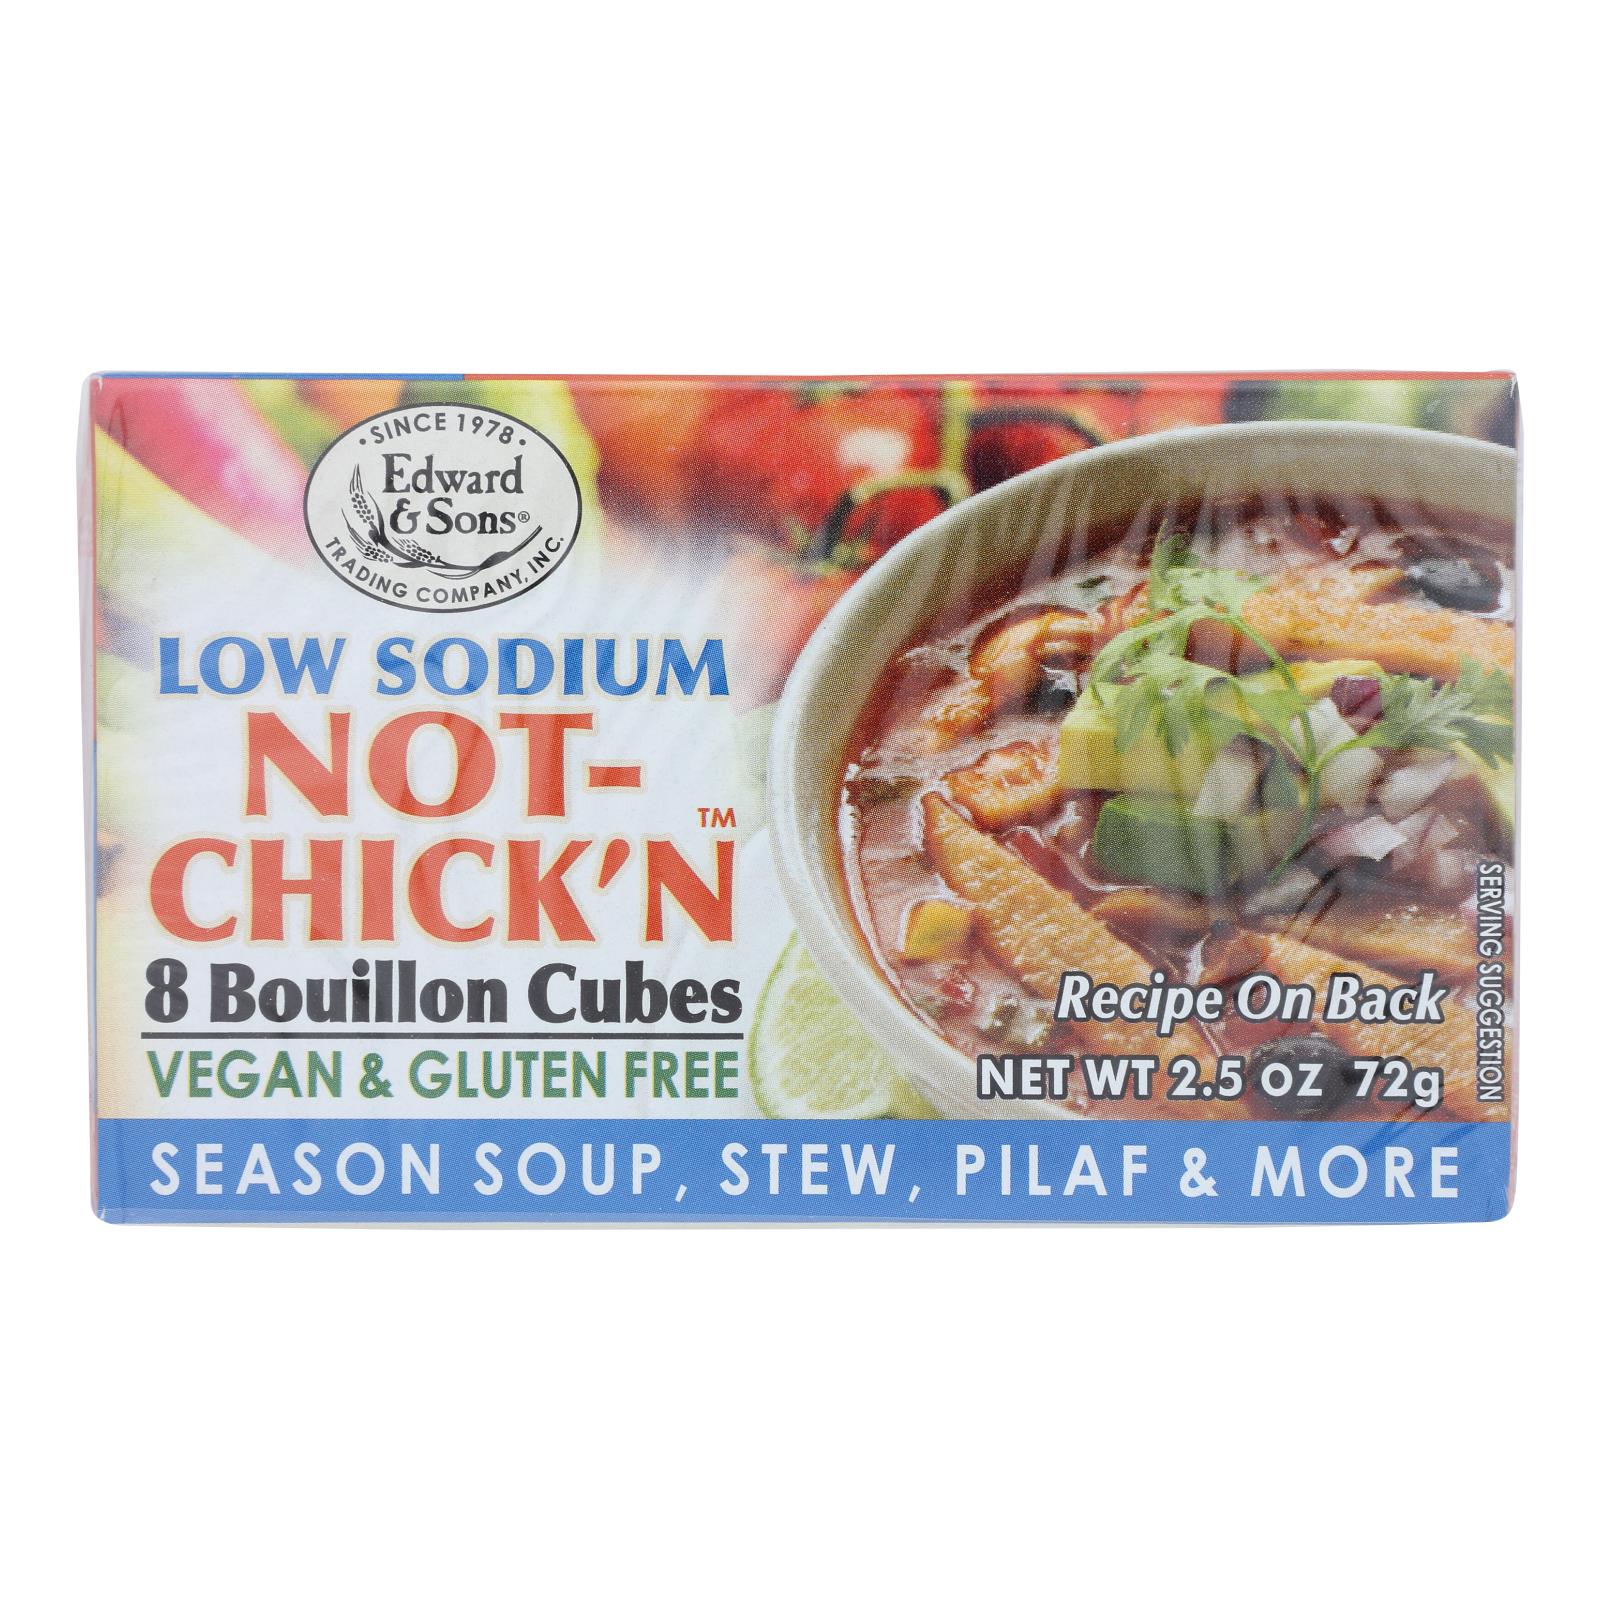 • SINCE 1978 •
Edward
& Sons®
TRADING COMPANY, INC.
LOW SODIUM
NOT-
CHICK'N™
8 Bouillon Cubes
VEGAN & GLUTEN FREE
Recipe On Back
NET WT 2.5 OZ 72g
SERVING SUGGESTION
SEASON SOUP, STEW, PILAF & MORE